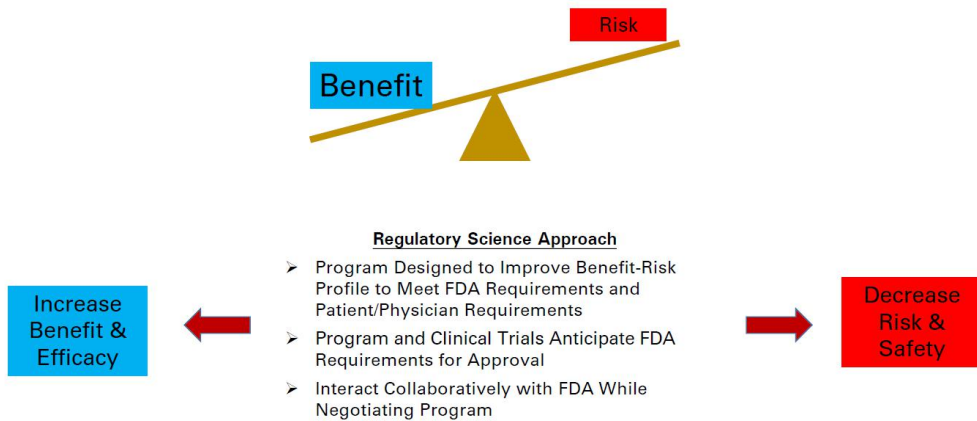 Risk
Benefit
Regulatory Science Approach
➤ Program Designed to Improve Benefit-Risk
Profile to Meet FDA Requirements and
Patient/Physician Requirements
➤ Program and Clinical Trials Anticipate FDA
Requirements for Approval
➤ Interact Collaboratively with FDA While
Negotiating Program
Increase
Benefit &
Efficacy
Decrease
Risk &
Safety